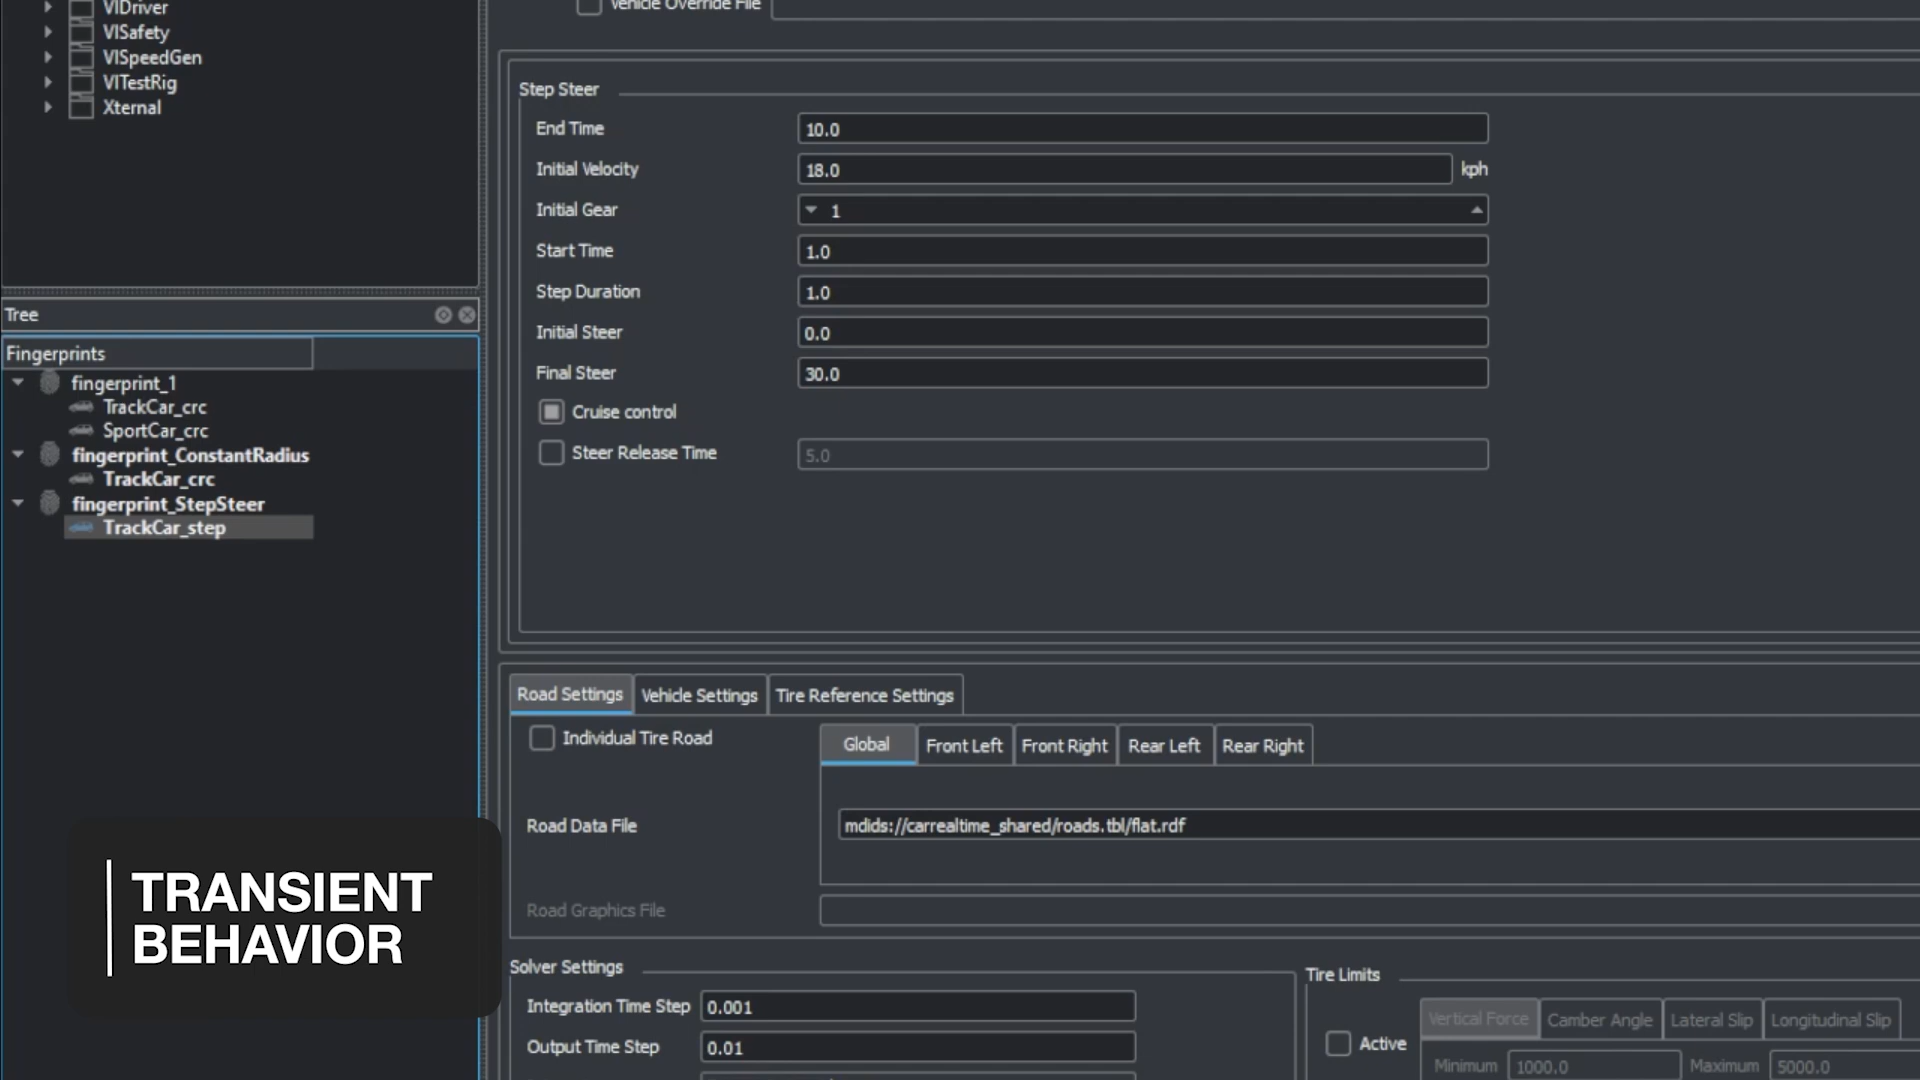 VIDriver
VISafety
VISpeedGen
VITestRig
Xternal
Tree
Fingerprints
fingerprint_1
TrackCar_crc
SportCar_crc
fingerprint_ConstantRadius
TrackCar_crc
fingerprint_StepSteer
TrackCar_step
TRANSIENT
BEHAVIOR
Vehicle Override File
Step Steer
End Time 10.0
Initial Velocity 18.0 kph
Initial Gear 1
Start Time 1.0
Step Duration 1.0
Initial Steer 0.0
Final Steer 30.0
Cruise control
Steer Release Time 5.0
Road Settings Vehicle Settings Tire Reference Settings
Individual Tire Road Global Front Left Front Right Rear Left Rear Right
Road Data File mdids://carrealtime_shared/roads.tbl/flat.rdf
Road Graphics File
Solver Settings
Integration Time Step 0.001
Output Time Step 0.01
Tire Limits
Vertical Force Camber Angle Lateral Slip Longitudinal Slip
Active
Minimum 1000.0 Maximum 5000.0